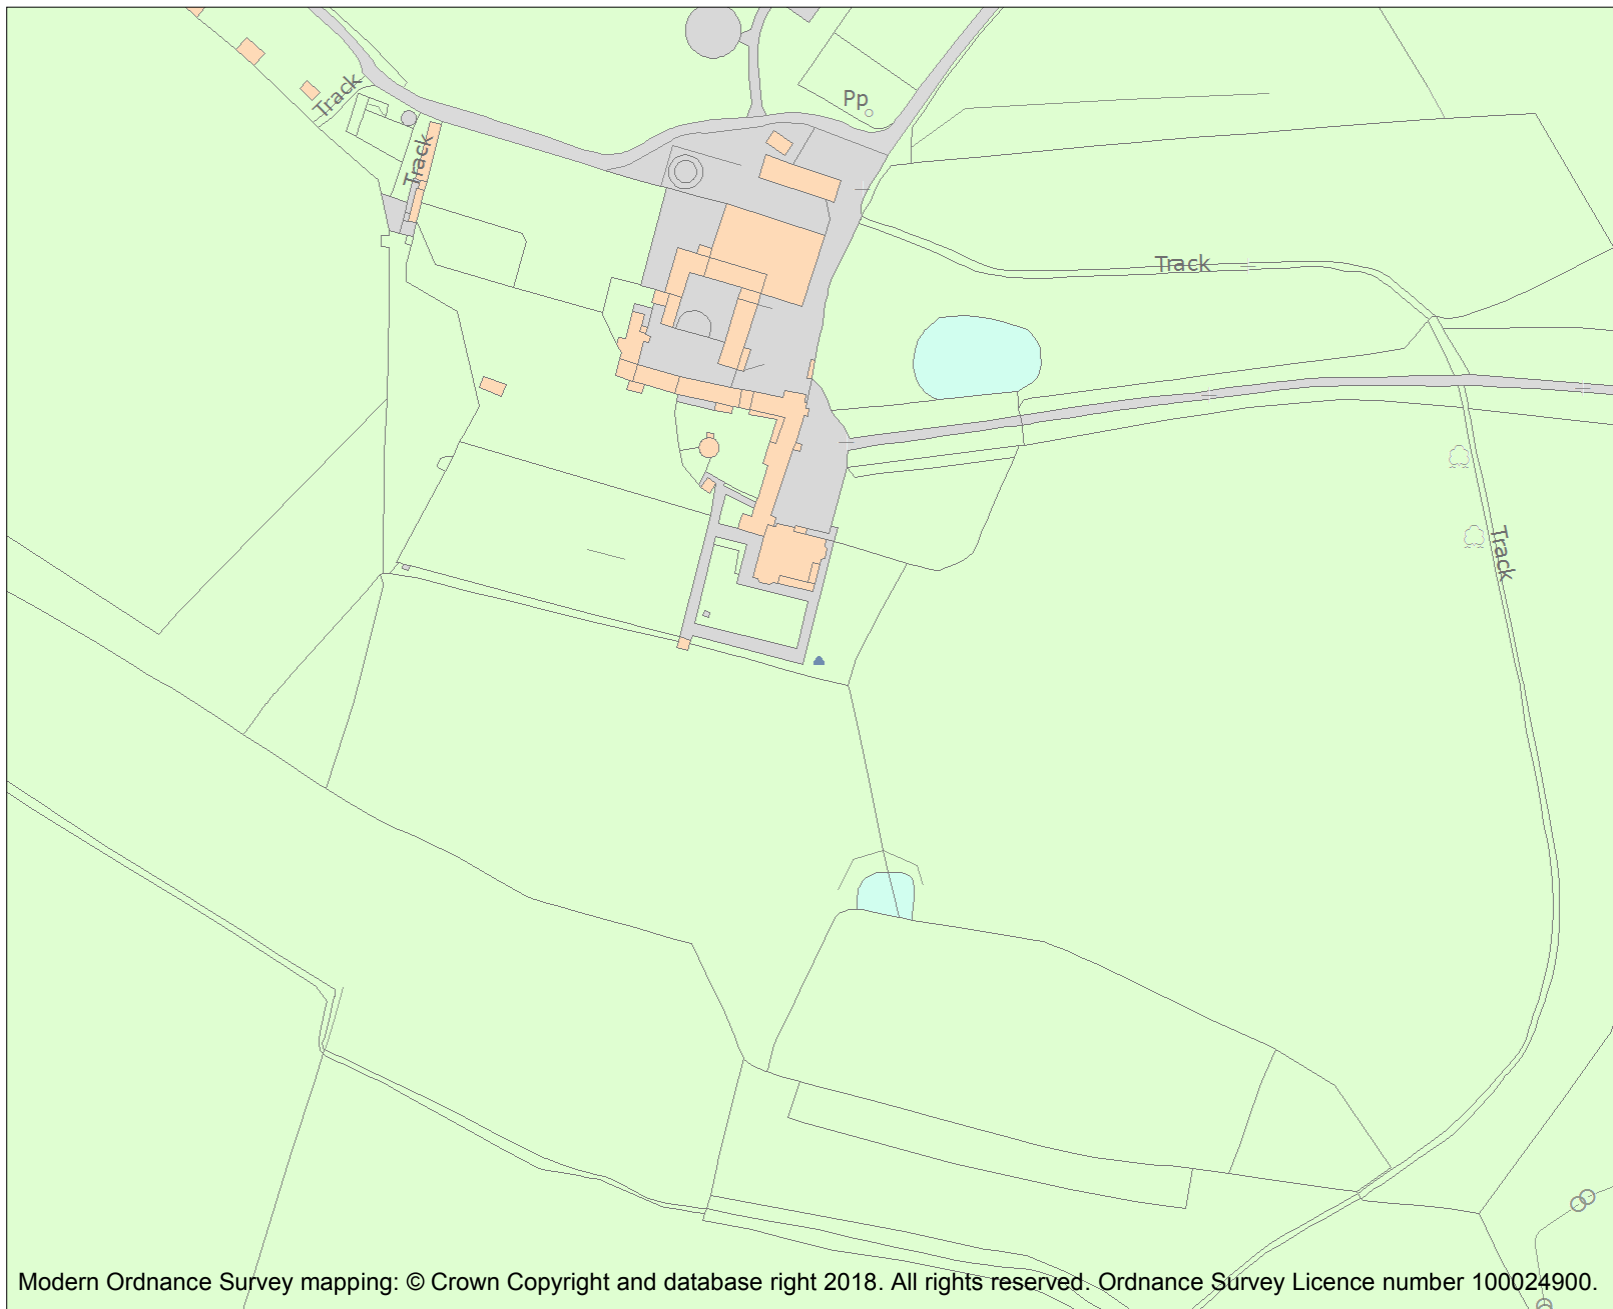 Track
Pp
Track
Track
Track
Modern Ordnance Survey mapping: © Crown Copyright and database right 2018. All rights reserved. Ordnance Survey Licence number 100024900.